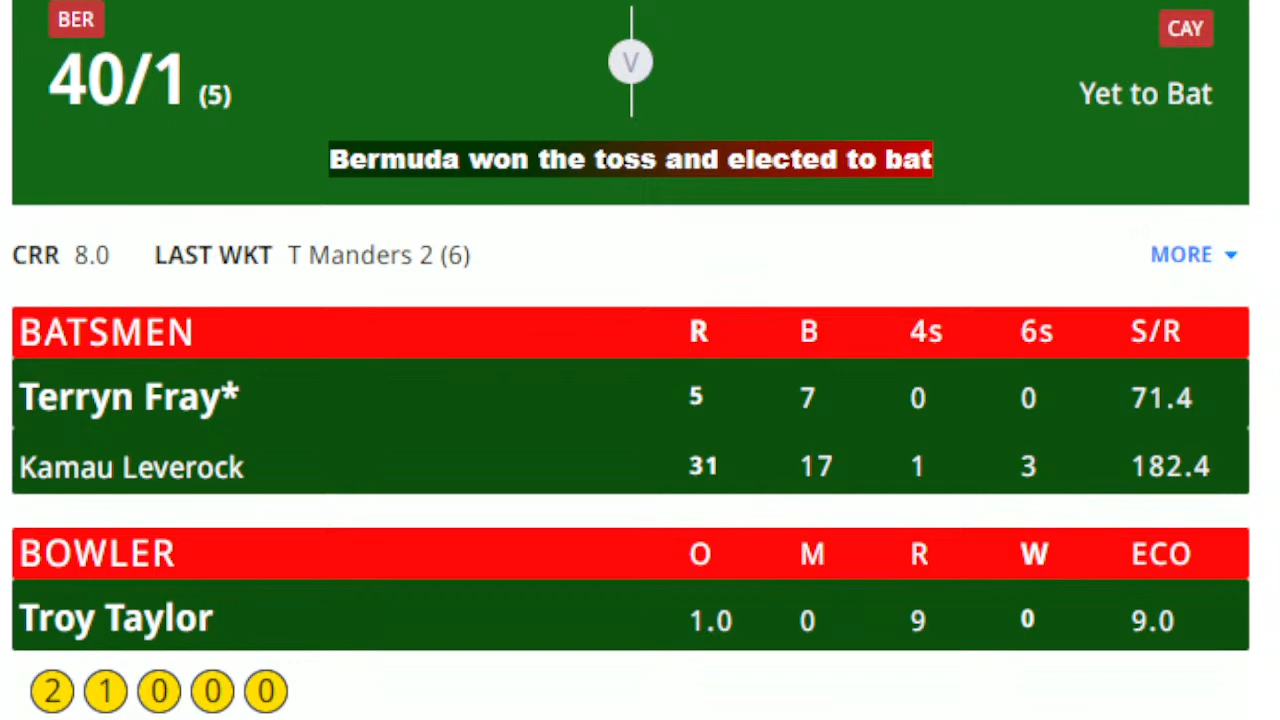 BER
V
CAY
40/1 (5)
Yet to Bat
Bermuda won the toss and elected to bat
CRR 8.0 LAST WKT T Manders 2 (6) MORE
BATSMEN R B 4s 6s S/R
Terryn Fray* 5 7 0 0 71.4
Kamau Leverock 31 17 1 3 182.4
BOWLER O M R W ECO
Troy Taylor 1.0 0 9 0 9.0
2 1 0 0 0